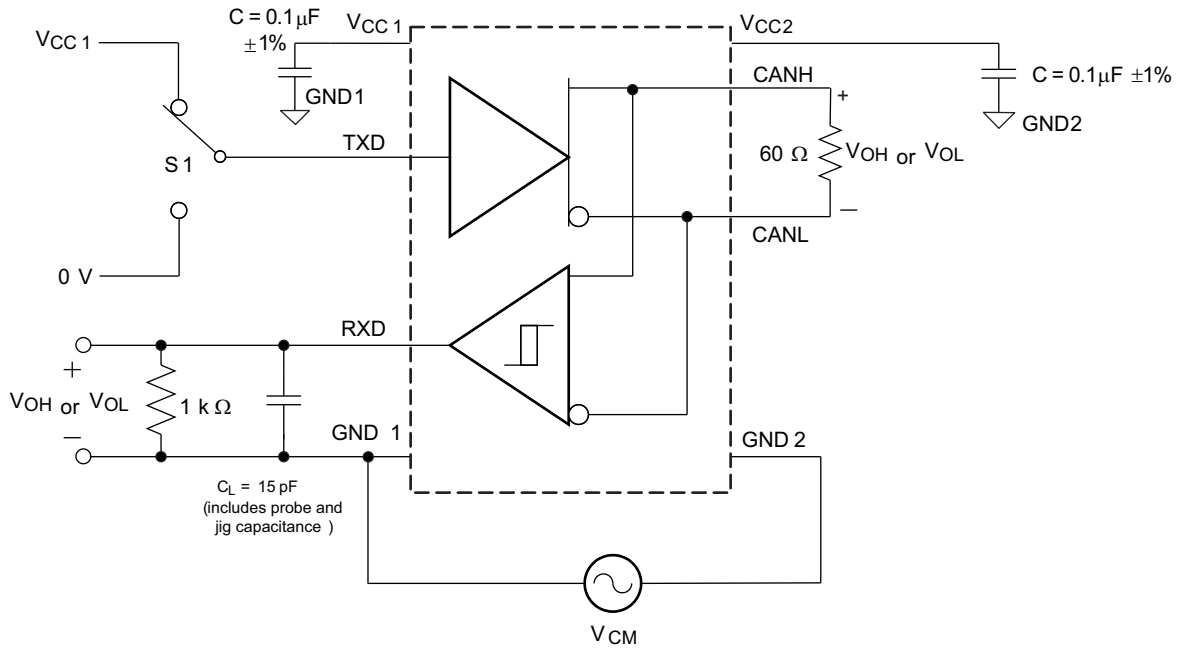 C = 0.1µF
±1%
VCC 1
VCC2
VCC 1
CANH
C = 0.1µF ±1%
GND1
GND2
TXD
S 1
60 Ω
+
VOH or VOL
–
CANL
0 V
RXD
+
VOH or VOL
–
1 k Ω
GND 1
GND 2
CL = 15 pF
(includes probe and
jig capacitance )
VCM